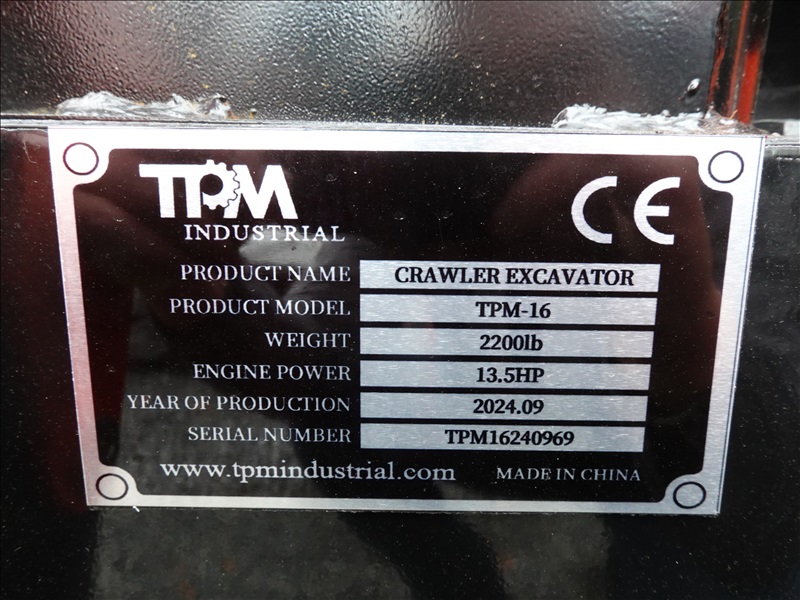 TPM
INDUSTRIAL
CE
PRODUCT NAME CRAWLER EXCAVATOR
PRODUCT MODEL TPM-16
WEIGHT 2200lb
ENGINE POWER 13.5HP
YEAR OF PRODUCTION 2024.09
SERIAL NUMBER TPM16240969
www.tpmindustrial.com MADE IN CHINA